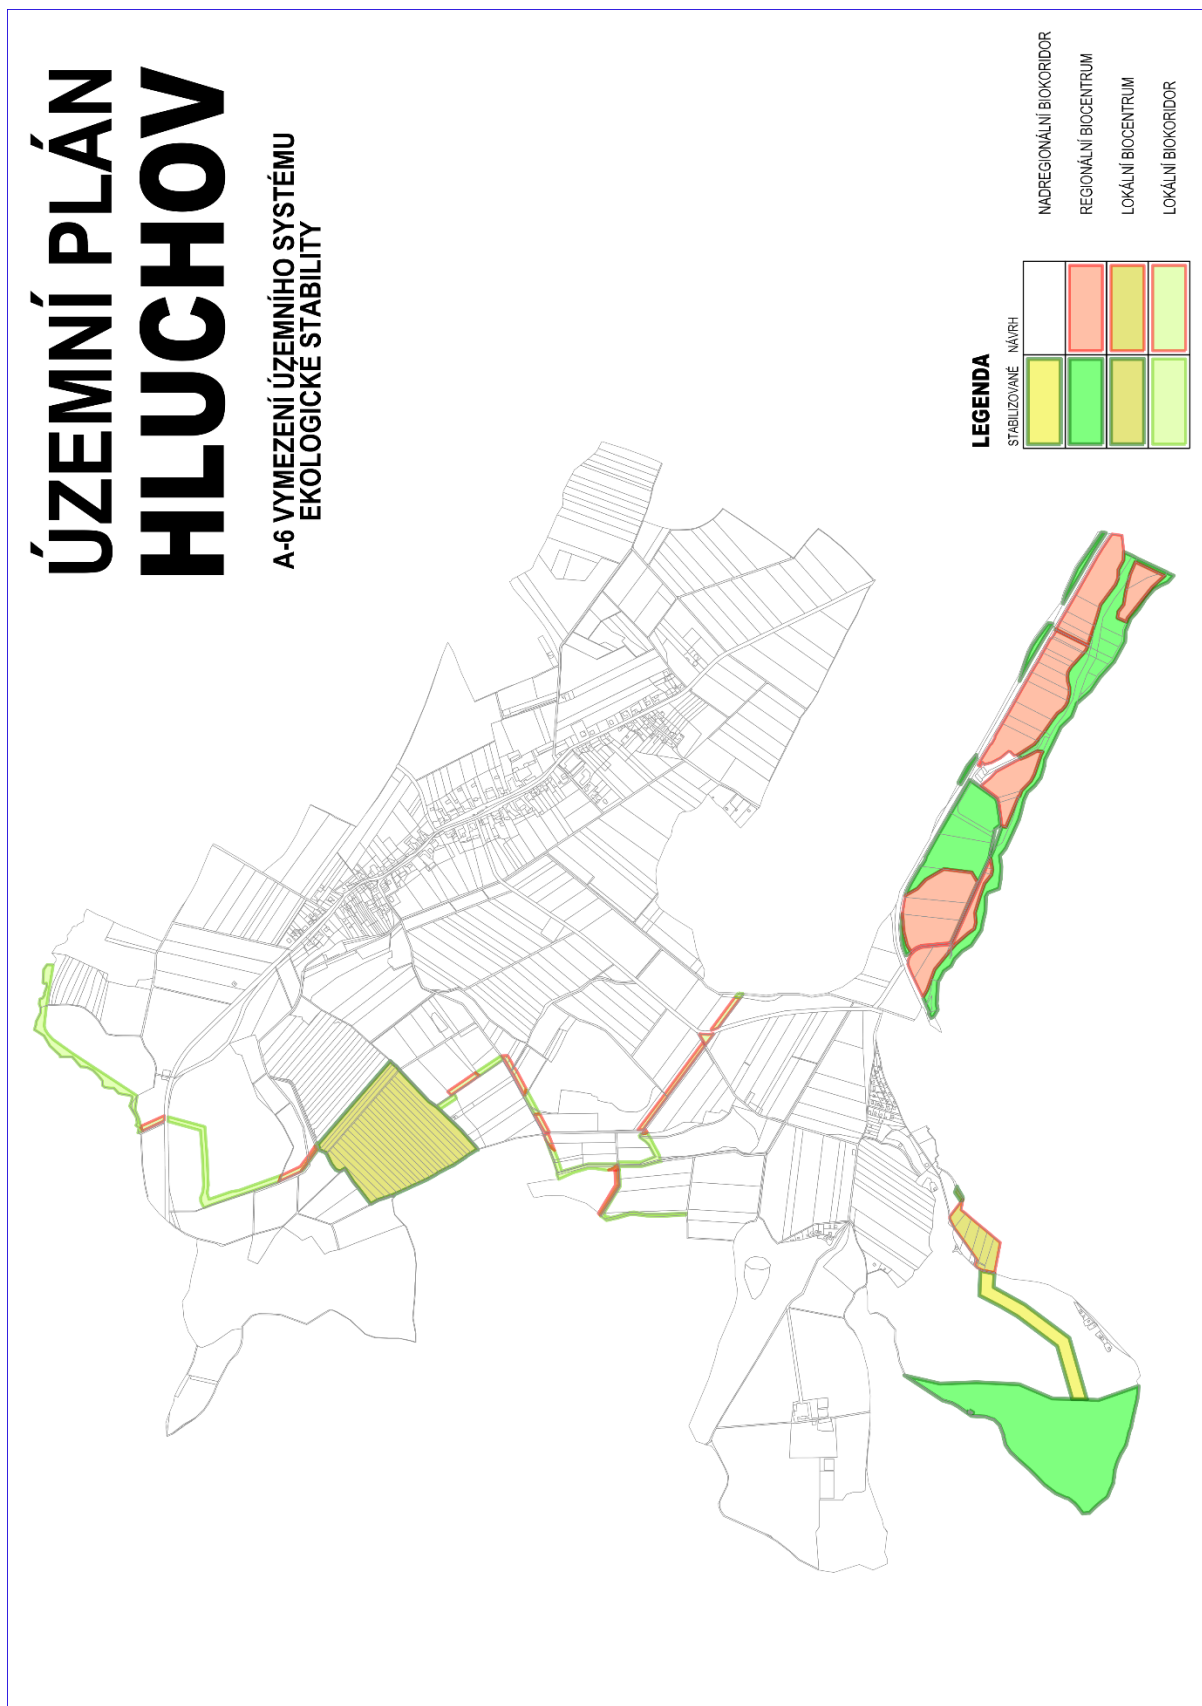 ÚZEMNÍ PLÁN
HLUCHOV
A-6 VYMEZENÍ ÚZEMNÍHO SYSTÉMU
EKOLOGICKÉ STABILITY
LEGENDA
STABILIZOVANÉ NÁVRH
NADREGIONÁLNÍ BIOKORIDOR
REGIONÁLNÍ BIOCENTRUM
LOKÁLNÍ BIOCENTRUM
LOKÁLNÍ BIOKORIDOR